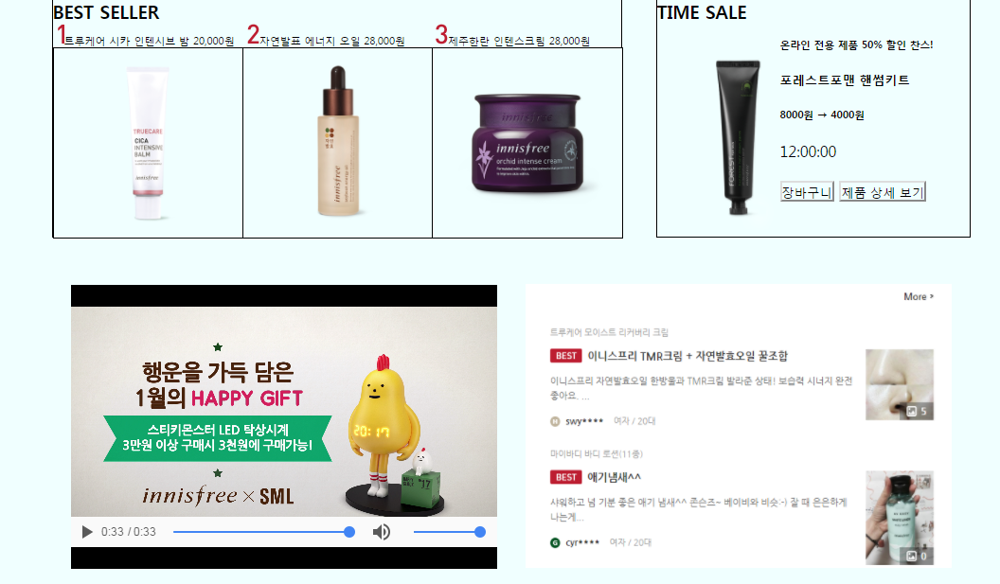 BEST SELLER
1 트루케어 시카 인텐시브 밤 20,000원
2 자연발표 에너지 오일 28,000원
3 제주한란 인텐스크림 28,000원
TRUECARE
CICA
INTENSIVE
BALM
innisfree
자연
발효
innisfree
innisfree
innisfree
orchid intense cream
TIME SALE
온라인 전용 제품 50% 할인 찬스!
포레스트포맨 핸썸키트
8000원 → 4000원
12:00:00
장바구니 제품 상세 보기
FOREST
행운을 가득 담은
1월의 HAPPY GIFT
스티키몬스터 LED 탁상시계
3만원 이상 구매시 3천원에 구매가능!
innisfree × SML
20:17
'17
0:33 / 0:33
More >
트루케어 모이스트 리커버리 크림
BEST 이니스프리 TMR크림 + 자연발효오일 꿀조합
이니스프리 자연발효오일 한방울과 TMR크림 발라준 상태! 보습력 시너지 완전
좋아요. ...
swy**** 여자 / 20대
5
마이바디 바디 로션(11종)
BEST 애기냄새^^
샤워하고 넘 기분 좋은 애기 냄새^^ 존슨즈~ 베이비와 비슷:-) 잘 때 은은하게
나는게...
G cyr**** 여자 / 20대
0